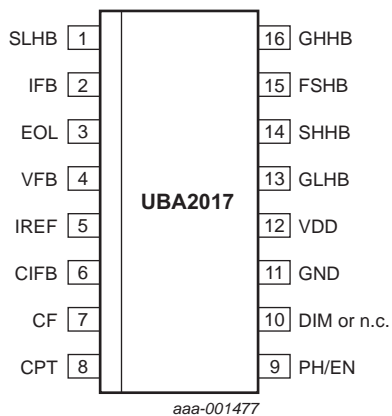 SLHB 1
IFB 2
EOL 3
VFB 4
IREF 5
CIFB 6
CF 7
CPT 8
UBA2017
16 GHHB
15 FSHB
14 SHHB
13 GLHB
12 VDD
11 GND
10 DIM or n.c.
9 PH/EN
aaa-001477